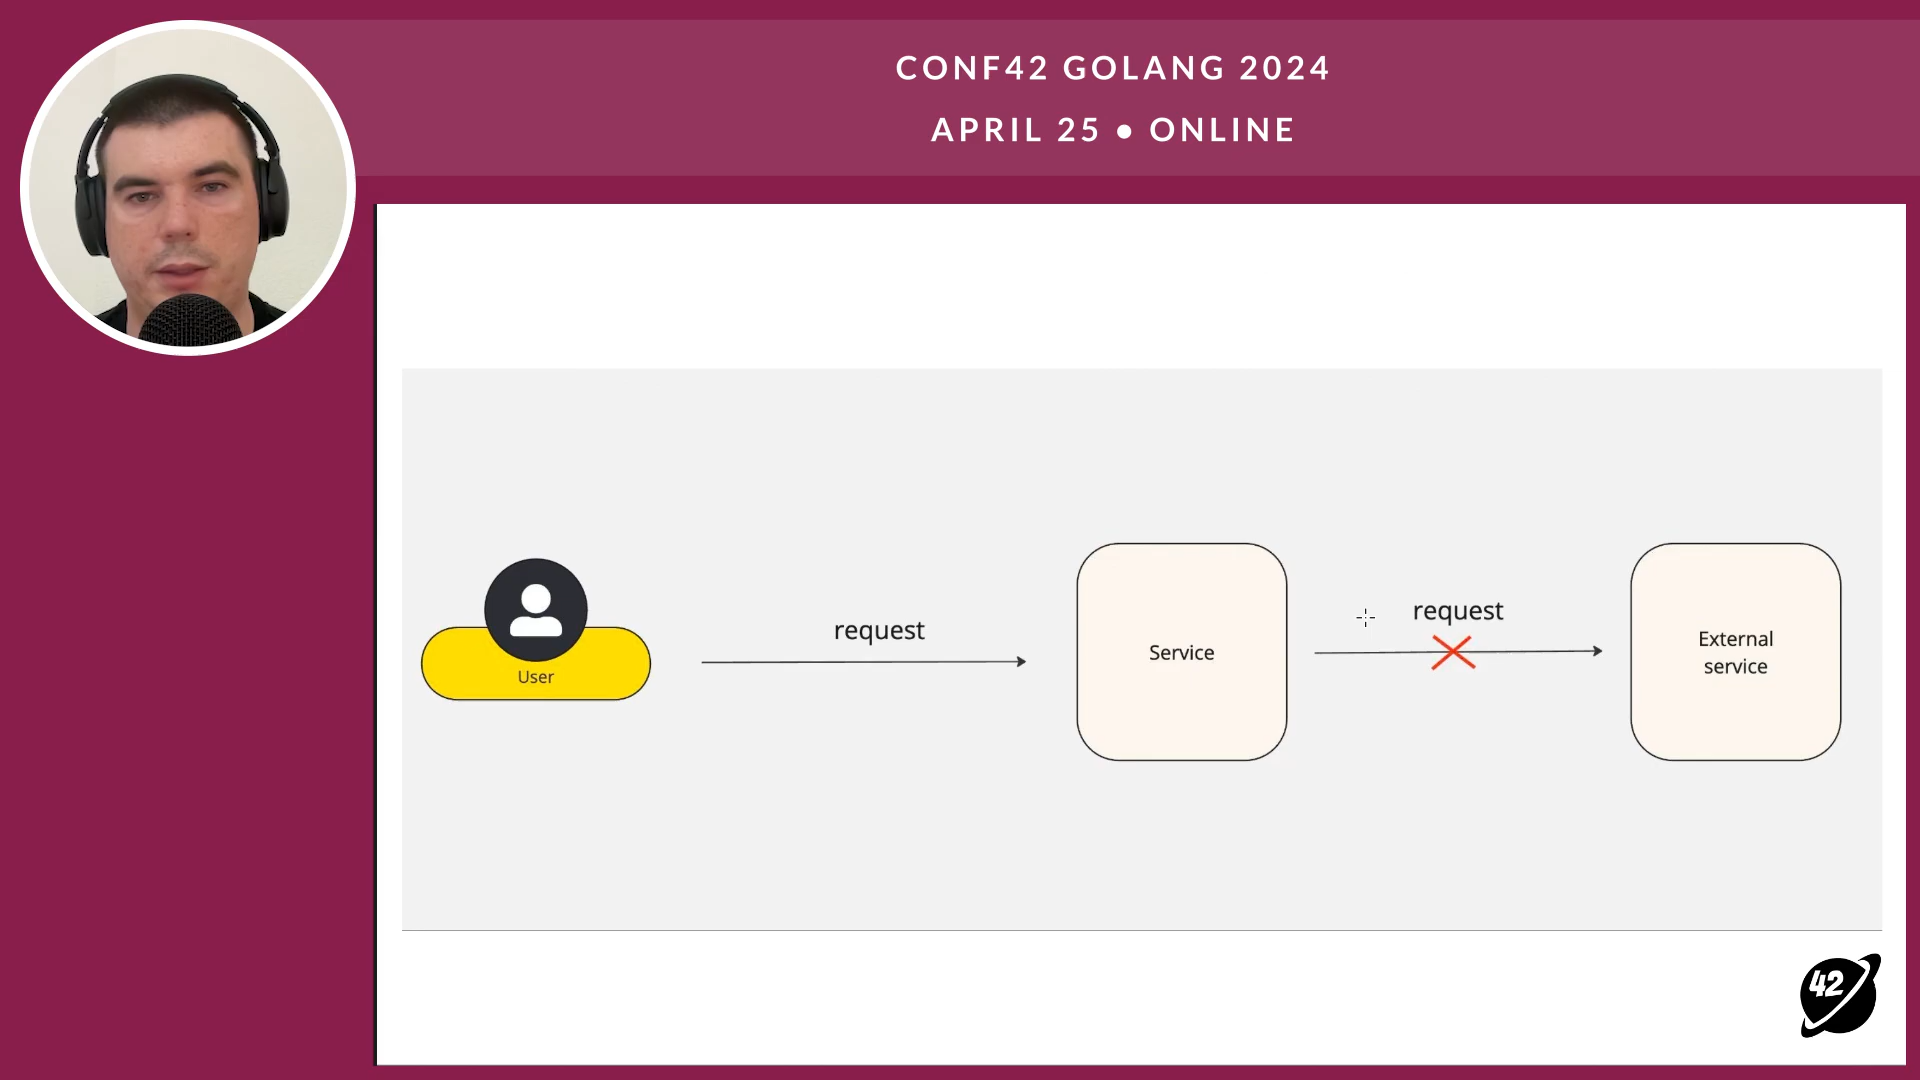 CONF42 GOLANG 2024
APRIL 25 ● ONLINE
User
request
Service
request
External
service
42